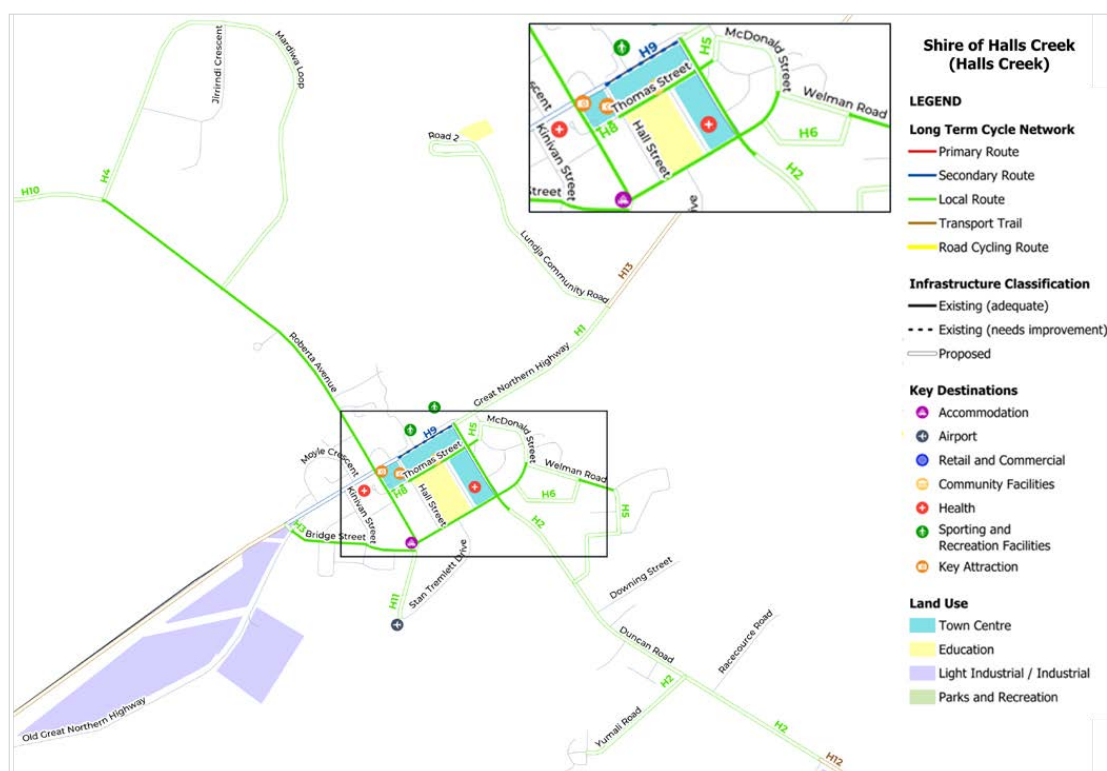 Jirrirndi Crescent
Mardiwa Loop
H4
H10
Road 2
Lundja Community Road
H13
H1
Great Northern Highway
Roberta Avenue
H9
H5
McDonald Street
Moyle Crescent
Thomas Street
Welman Road
H8
H6
Kinivan Street
Hall Street
H5
H3
Bridge Street
H2
Stan Tremlett Drive
H11
Downing Street
Duncan Road
Racecource Road
H2
Yumali Road
H2
H12
Old Great Northern Highway
H9
H5
McDonald Street
Thomas Street
Welman Road
escent
H8
H6
Kinivan Street
Hall Street
H2
Street
ive
Shire of Halls Creek
(Halls Creek)
LEGEND
Long Term Cycle Network
Primary Route
Secondary Route
Local Route
Transport Trail
Road Cycling Route
Infrastructure Classification
Existing (adequate)
Existing (needs improvement)
Proposed
Key Destinations
Accommodation
Airport
Retail and Commercial
Community Facilities
Health
Sporting and
Recreation Facilities
Key Attraction
Land Use
Town Centre
Education
Light Industrial / Industrial
Parks and Recreation